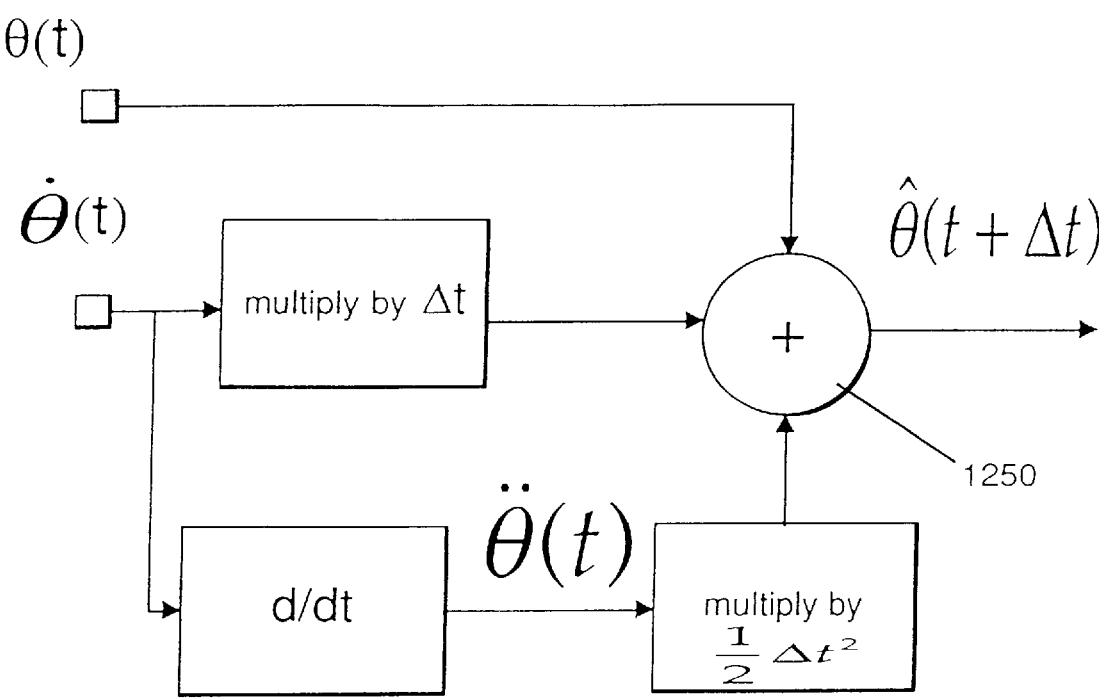 θ(t)
θ̇(t)
multiply by Δt
+
θ̂(t + Δt)
1250
d/dt
θ̈(t)
multiply by
1/2 Δt²